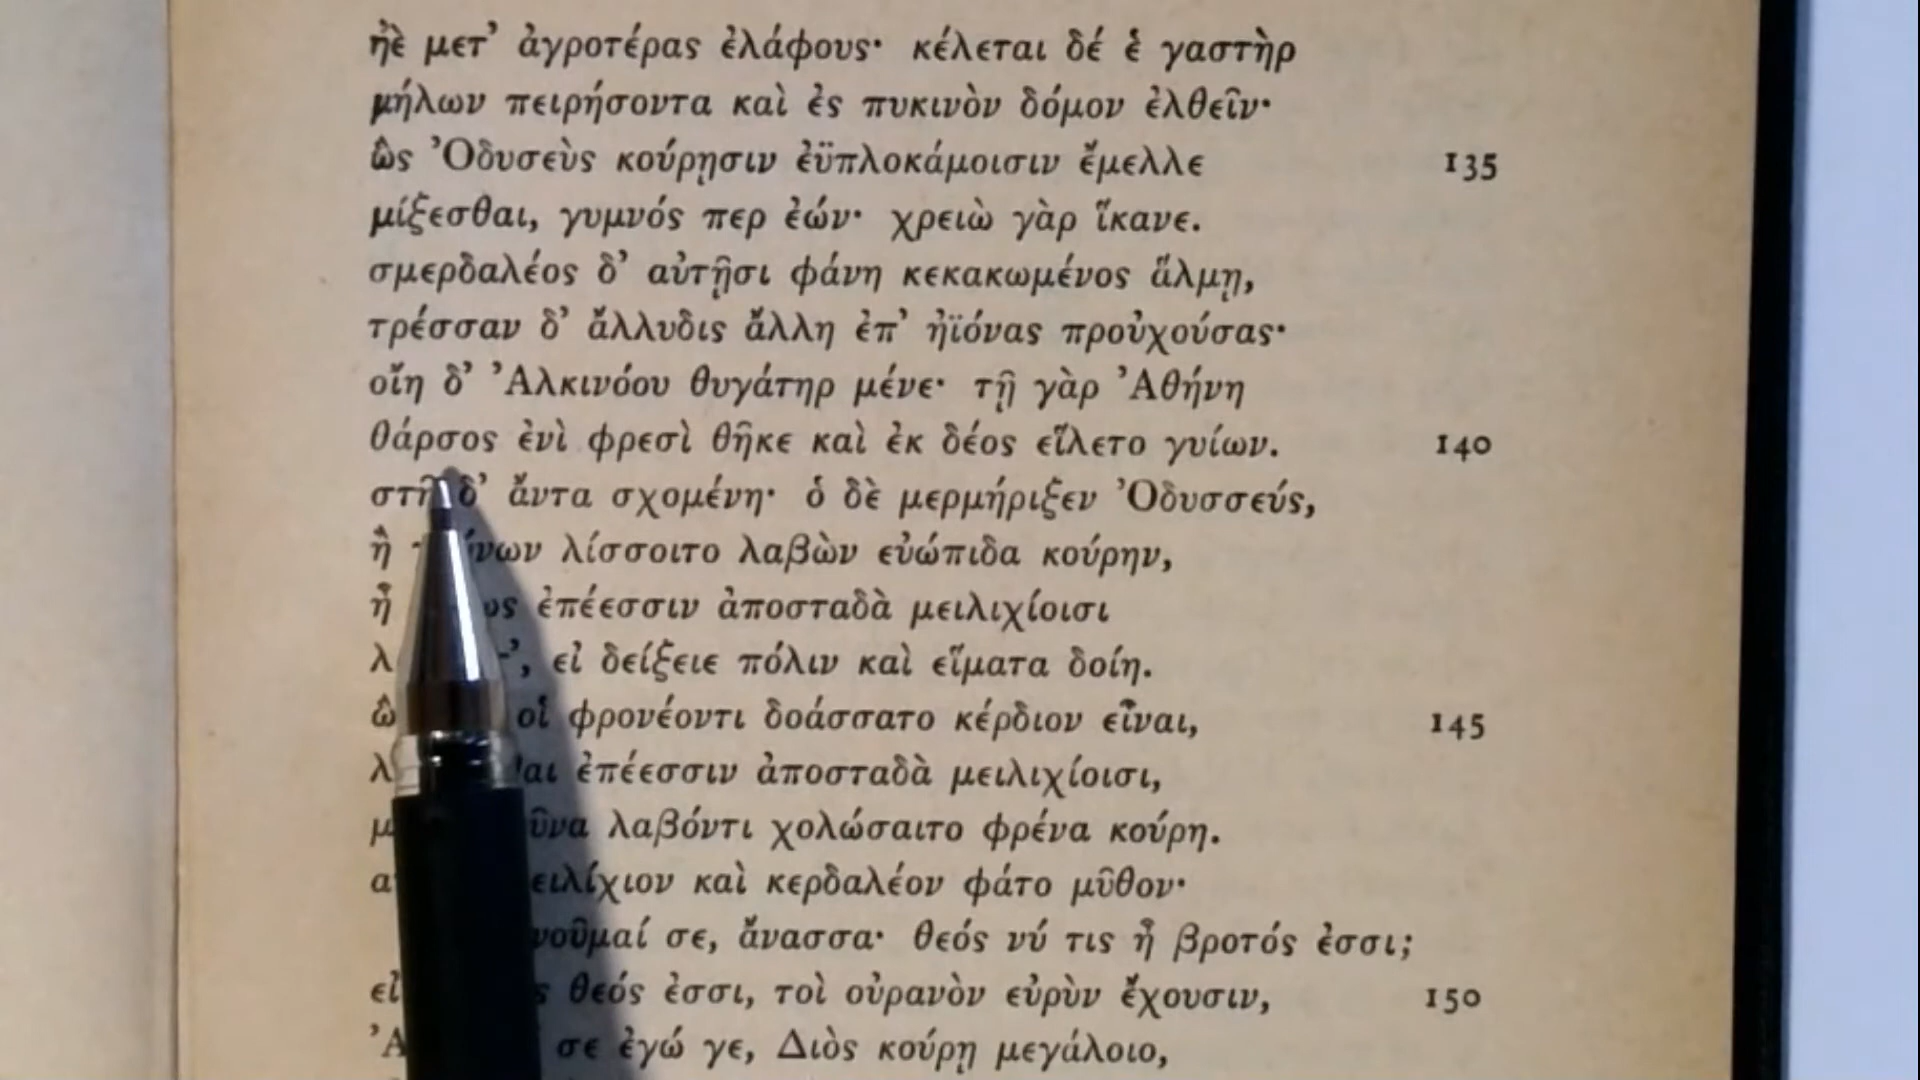 ἠὲ μετ' ἀγροτέρας ἐλάφους· κέλεται δέ ἑ γαστὴρ
μήλων πειρήσοντα καὶ ἐς πυκινὸν δόμον ἐλθεῖν·
ὣς Ὀδυσεὺς κούρῃσιν ἐϋπλοκάμοισιν ἔμελλε 135
μίξεσθαι, γυμνός περ ἐών· χρειὼ γὰρ ἵκανε.
σμερδαλέος δ' αὐτῇσι φάνη κεκακωμένος ἅλμῃ,
τρέσσαν δ' ἄλλυδις ἄλλη ἐπ' ἠϊόνας προὐχούσας·
οἴη δ' Ἀλκινόου θυγάτηρ μένε· τῇ γὰρ Ἀθήνη
θάρσος ἐνὶ φρεσὶ θῆκε καὶ ἐκ δέος εἵλετο γυίων. 140
στῆ δ' ἄντα σχομένη· ὁ δὲ μερμήριξεν Ὀδυσσεύς,
ἢ λίσσοιτο λαβὼν εὐώπιδα κούρην,
ἦ ἐπέεσσιν ἀποσταδὰ μειλιχίοισι
εἰ δείξειε πόλιν καὶ εἵματα δοίη.
οἱ φρονέοντι δοάσσατο κέρδιον εἶναι, 145
ἐπέεσσιν ἀποσταδὰ μειλιχίοισι,
λαβόντι χολώσαιτο φρένα κούρη.
καὶ κερδαλέον φάτο μῦθον·
σε, ἄνασσα· θεός νύ τις ἦ βροτός ἐσσι;
θεός ἐσσι, τοὶ οὐρανὸν εὐρὺν ἔχουσιν, 150
σε ἐγώ γε, Διὸς κούρῃ μεγάλοιο,